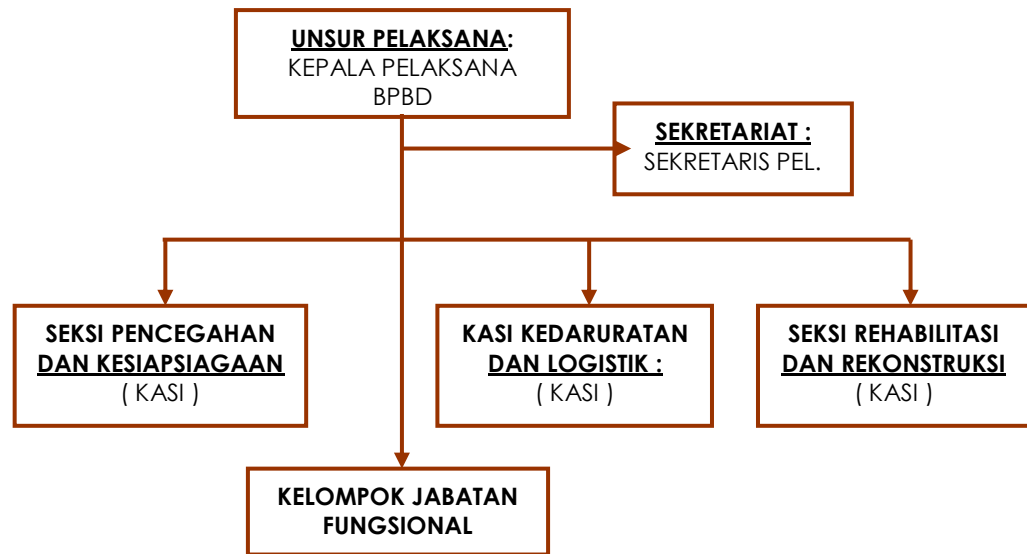 UNSUR PELAKSANA:
KEPALA PELAKSANA
BPBD
SEKRETARIAT :
SEKRETARIS PEL.
SEKSI PENCEGAHAN
DAN KESIAPSIAGAAN
( KASI )
KASI KEDARURATAN
DAN LOGISTIK :
( KASI )
SEKSI REHABILITASI
DAN REKONSTRUKSI
( KASI )
KELOMPOK JABATAN
FUNGSIONAL